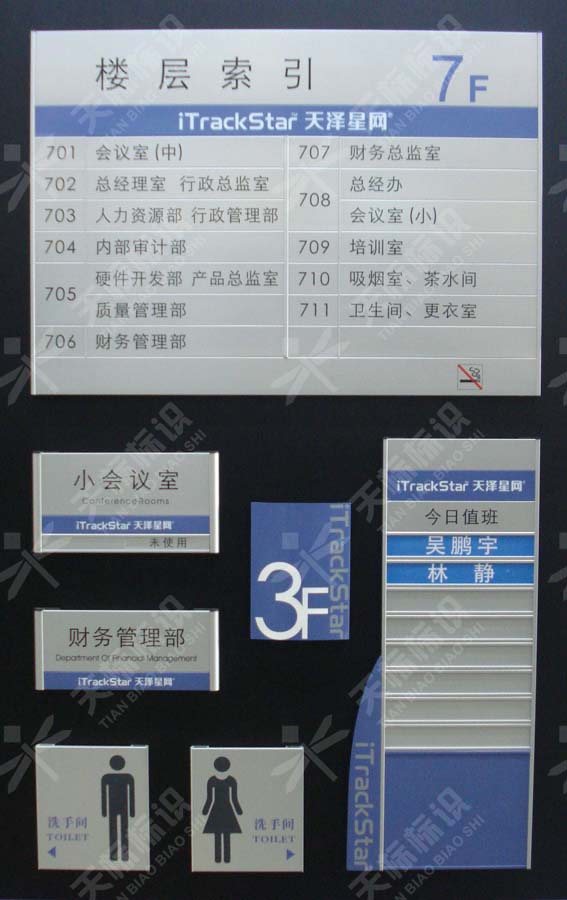 楼层索引 7F
iTrackStar 天泽星网
701 会议室(中)
702 总经理室 行政总监室
703 人力资源部 行政管理部
704 内部审计部
705 硬件开发部 产品总监室
质量管理部
706 财务管理部
707 财务总监室
708 总经办
会议室(小)
709 培训室
710 吸烟室、茶水间
711 卫生间、更衣室
小会议室
Conference Rooms
iTrackStar 天泽星网
未使用
财务管理部
Department Of Financial Management
iTrackStar 天泽星网
3F
iTrackStar
iTrackStar 天泽星网
今日值班
吴鹏宇
林静
iTrackStar
洗手间
TOILET
洗手间
TOILET
天标标识
TIAN BIAO BIAO SHI